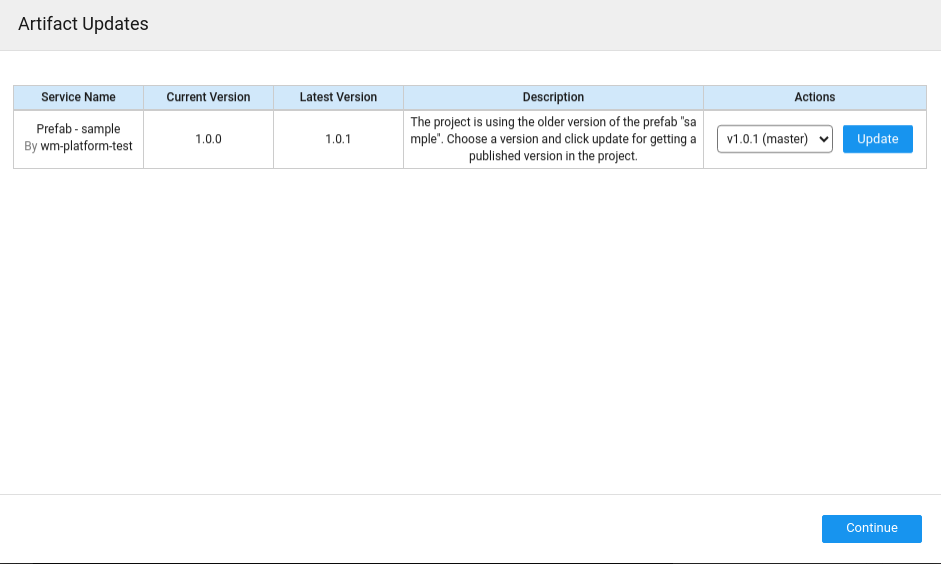 Artifact Updates
Service Name Current Version Latest Version Description Actions
Prefab - sample
By wm-platform-test
1.0.0
1.0.1
The project is using the older version of the prefab "sa
mple". Choose a version and click update for getting a
published version in the project.
v1.0.1 (master)
Update
Continue